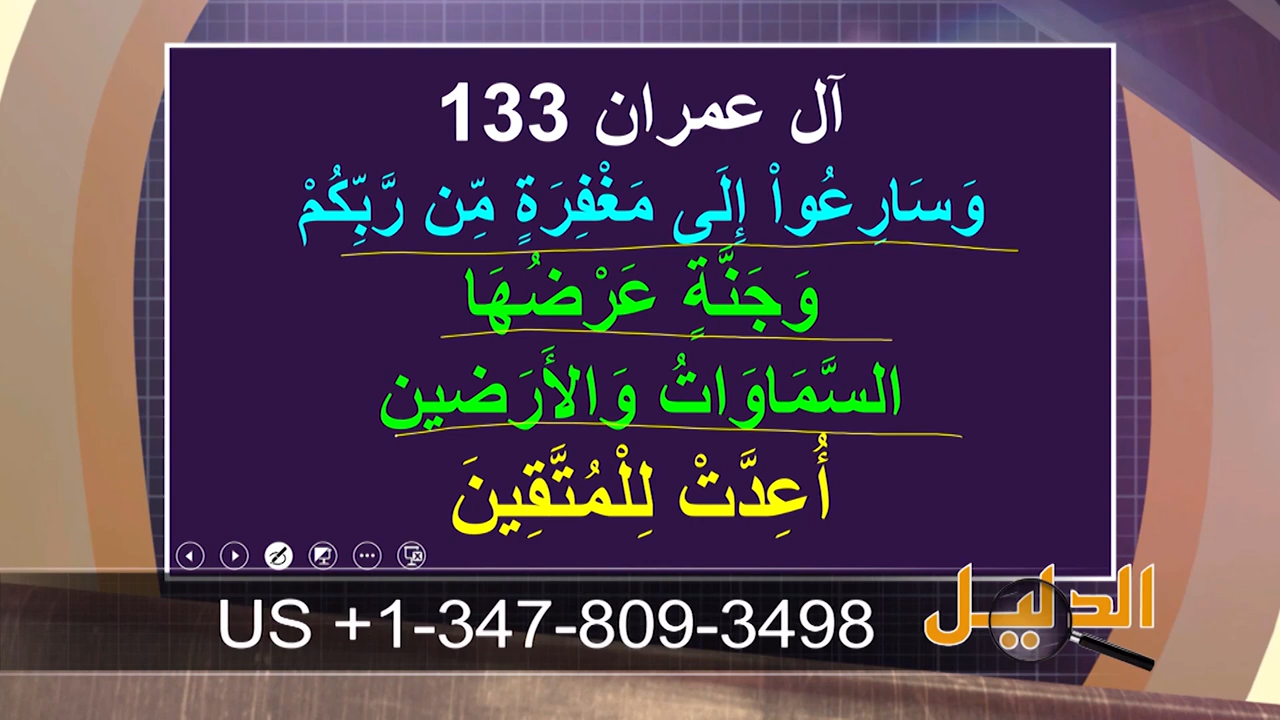 آل عمران 133
وَسَارِعُواْ إِلَى مَغْفِرَةٍ مِّن رَّبِّكُمْ
وَجَنَّةٍ عَرْضُهَا
السَّمَاوَاتُ وَالأَرَضين
أُعِدَّتْ لِلْمُتَّقِينَ
US +1-347-809-3498
الدليل